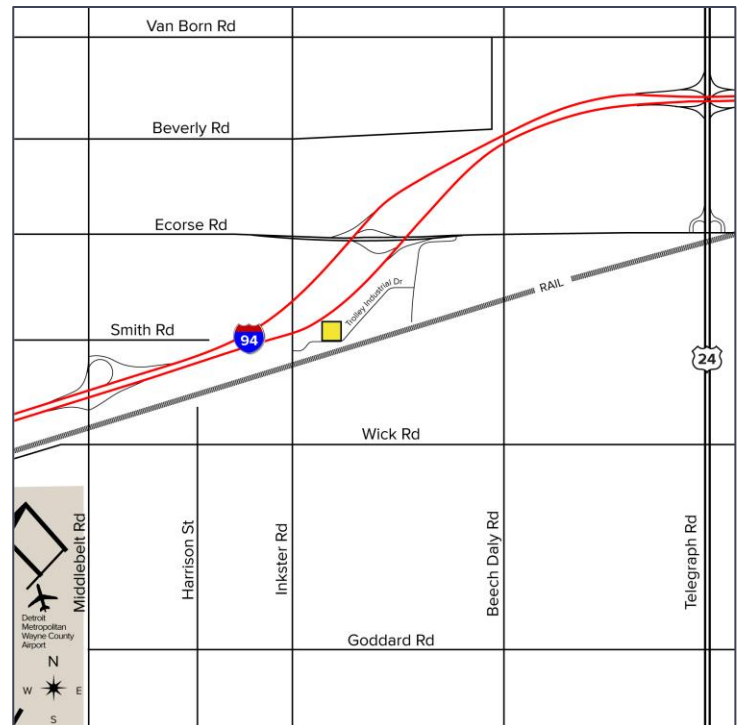 Van Born Rd
Beverly Rd
Ecorse Rd
Trolley Industrial Dr
RAIL
Smith Rd
94
24
Wick Rd
Middlebelt Rd
Harrison St
Inkster Rd
Beech Daly Rd
Telegraph Rd
Detroit
Metropolitan
Wayne County
Airport
Goddard Rd
N
W E
S